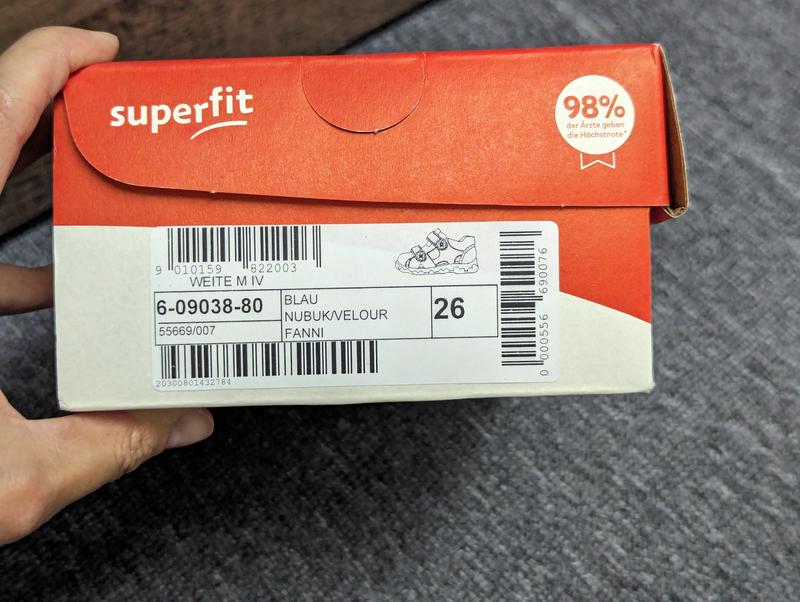 superfit
98%
der Ärzte geben
die Höchstnote*
9 010159 822003
WEITE M IV
6-09038-80
55669/007
BLAU
NUBUK/VELOUR
FANNI
26
20300801432784
0 000556 690076